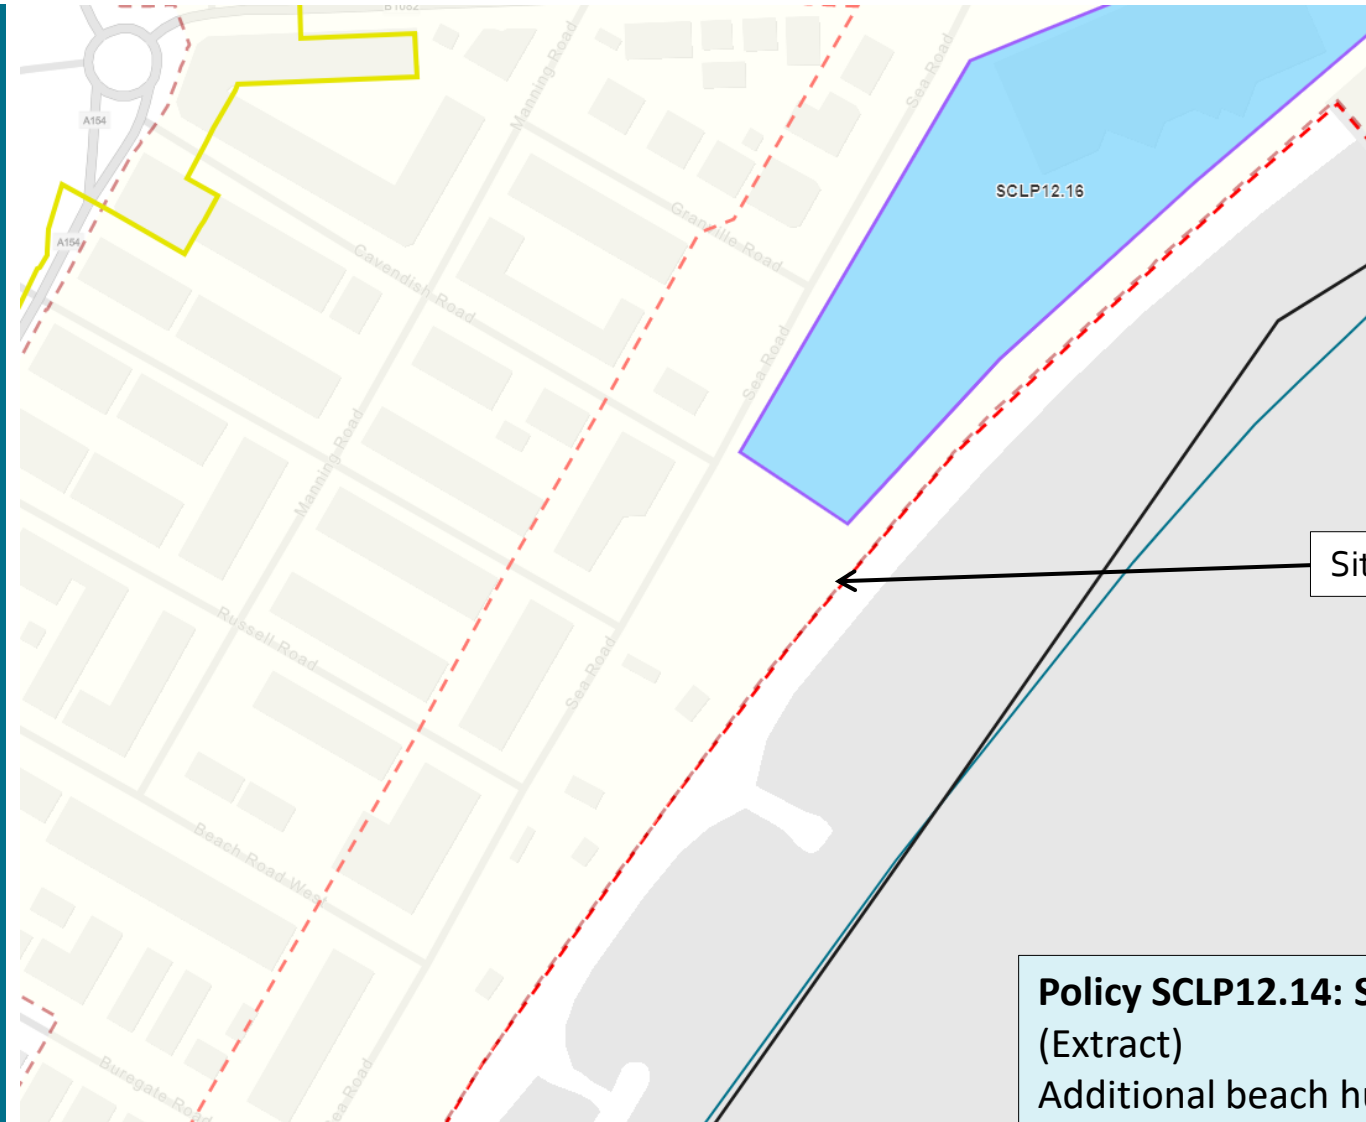 B1082
A154
A154
Manning Road
Sea Road
Granville Road
SCLP12.16
Cavendish Road
Sea Road
Manning Road
Sit
Russell Road
Sea Road
Beach Road West
Policy SCLP12.14: S
(Extract)
Additional beach hu
Buregate Road
Sea Road